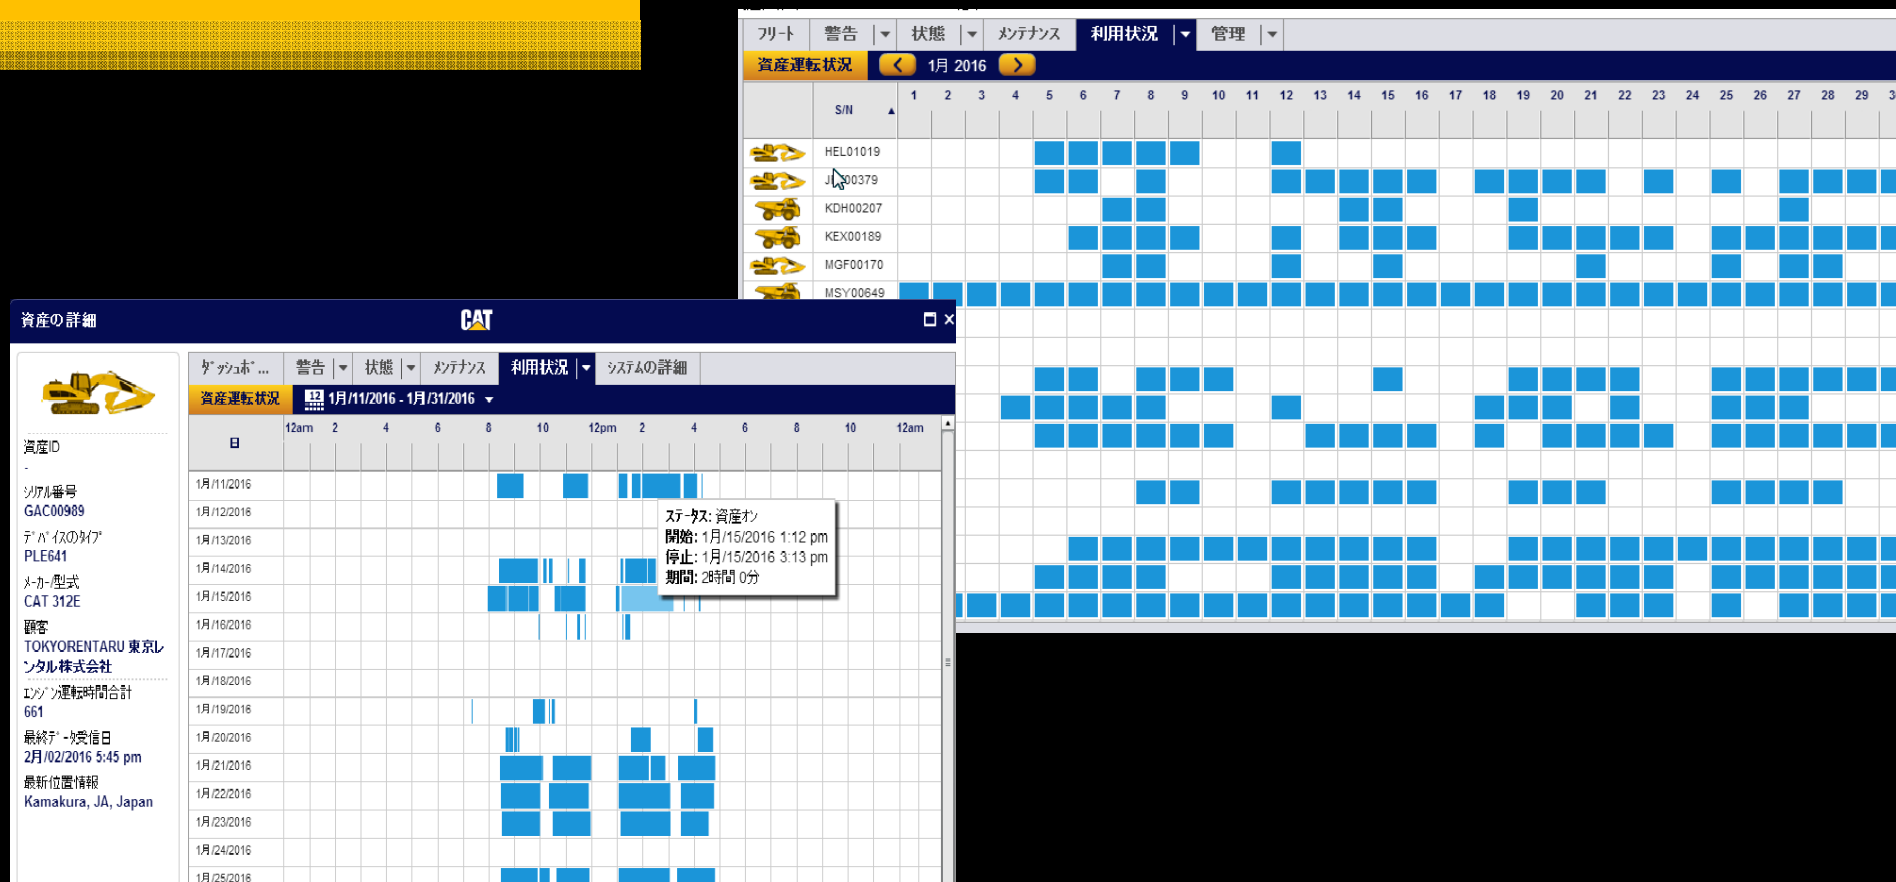 フリート 警告 状態 メンテナンス 利用状況 管理
資産運転状況 1月 2016
S/N 1 2 3 4 5 6 7 8 9 10 11 12 13 14 15 16 17 18 19 20 21 22 23 24 25 26 27 28 29
HEL01019
00379
KDH00207
KEX00189
MGF00170
MSY00649
資産の詳細 CAT
ダッシュボ... 警告 状態 メンテナンス 利用状況 システムの詳細
資産運転状況 12 1月/11/2016 - 1月/31/2016
日 12am 2 4 6 8 10 12pm 2 4 6 8 10 12am
資産ID
-
シリアル番号
GAC00989
デバイスのタイプ
PLE641
メーカー/型式
CAT 312E
顧客
TOKYORENTARU 東京レ
ンタル株式会社
エンジン運転時間合計
661
最終データ受信日
2月/02/2016 5:45 pm
最新位置情報
Kamakura, JA, Japan
1月/11/2016
1月/12/2016
1月/13/2016
1月/14/2016
1月/15/2016
1月/16/2016
1月/17/2016
1月/18/2016
1月/19/2016
1月/20/2016
1月/21/2016
1月/22/2016
1月/23/2016
1月/24/2016
1月/25/2016
ステータス: 資産オン
開始: 1月/15/2016 1:12 pm
停止: 1月/15/2016 3:13 pm
期間: 2時間 0分